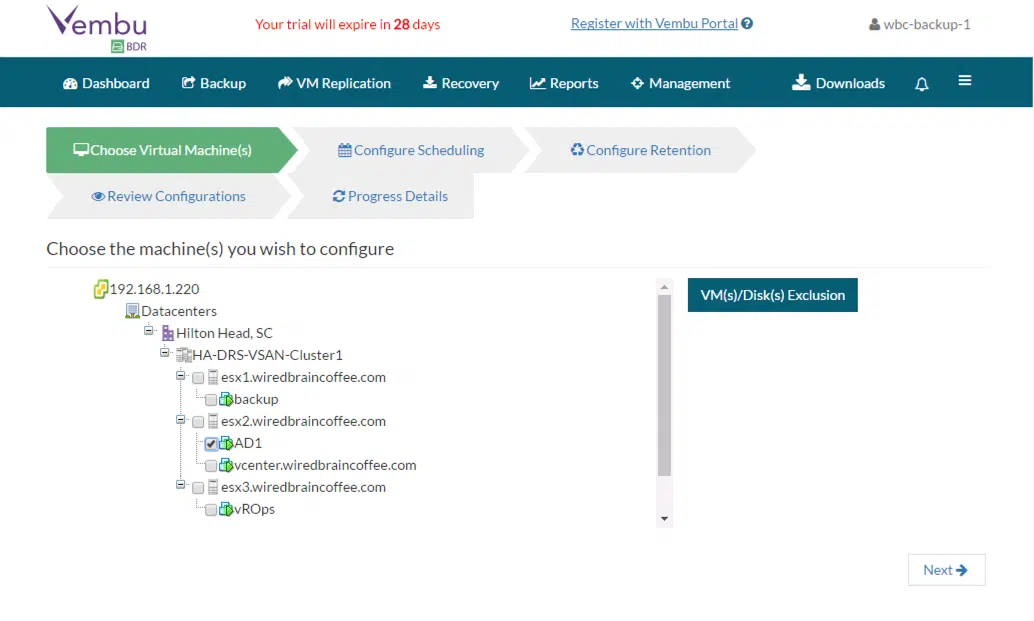 Vembu
BDR
Your trial will expire in 28 days
Register with Vembu Portal
wbc-backup-1
Dashboard
Backup
VM Replication
Recovery
Reports
Management
Downloads
Choose Virtual Machine(s)
Configure Scheduling
Configure Retention
Review Configurations
Progress Details
Choose the machine(s) you wish to configure
192.168.1.220
VM(s)/Disk(s) Exclusion
Datacenters
Hilton Head, SC
HA-DRS-VSAN-Cluster1
esx1.wiredbraincoffee.com
backup
esx2.wiredbraincoffee.com
AD1
vcenter.wiredbraincoffee.com
esx3.wiredbraincoffee.com
vROps
Next